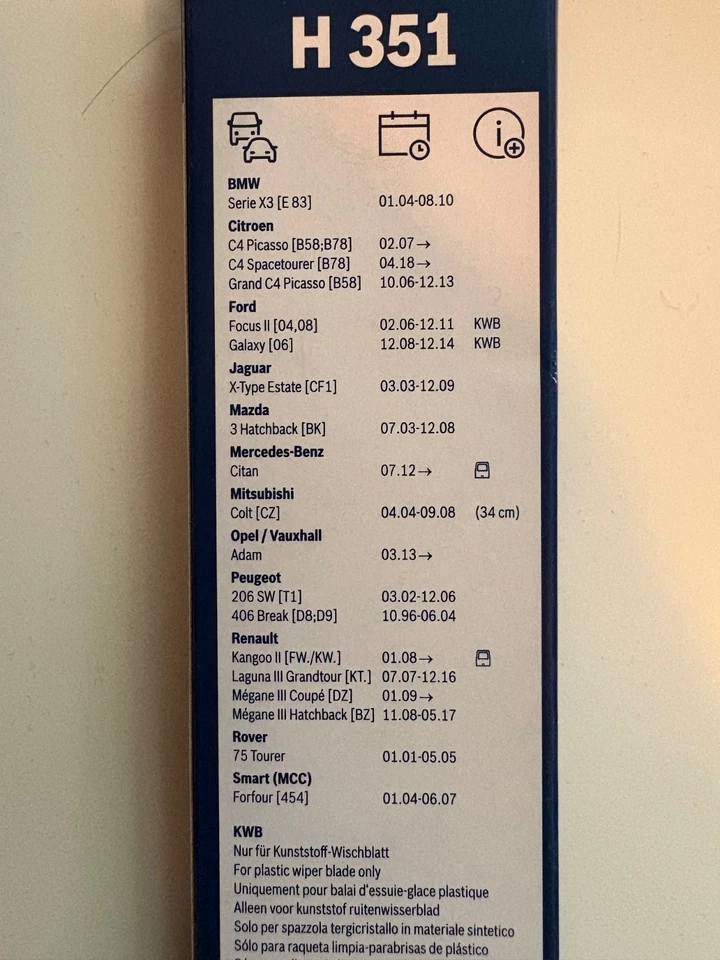 H 351
BMW
Serie X3 [E 83] 01.04-08.10
Citroen
C4 Picasso [B58;B78] 02.07→
C4 Spacetourer [B78] 04.18→
Grand C4 Picasso [B58] 10.06-12.13
Ford
Focus II [04,08] 02.06-12.11 KWB
Galaxy [06] 12.08-12.14 KWB
Jaguar
X-Type Estate [CF1] 03.03-12.09
Mazda
3 Hatchback [BK] 07.03-12.08
Mercedes-Benz
Citan 07.12→
Mitsubishi
Colt [CZ] 04.04-09.08 (34 cm)
Opel / Vauxhall
Adam 03.13→
Peugeot
206 SW [T1] 03.02-12.06
406 Break [D8;D9] 10.96-06.04
Renault
Kangoo II [FW./KW.] 01.08→
Laguna III Grandtour [KT.] 07.07-12.16
Mégane III Coupé [DZ] 01.09→
Mégane III Hatchback [BZ] 11.08-05.17
Rover
75 Tourer 01.01-05.05
Smart (MCC)
Forfour [454] 01.04-06.07
KWB
Nur für Kunststoff-Wischblatt
For plastic wiper blade only
Uniquement pour balai d'essuie-glace plastique
Alleen voor kunststof ruitenwisserblad
Solo per spazzola tergicristallo in materiale sintetico
Sólo para raqueta limpia-parabrisas de plástico